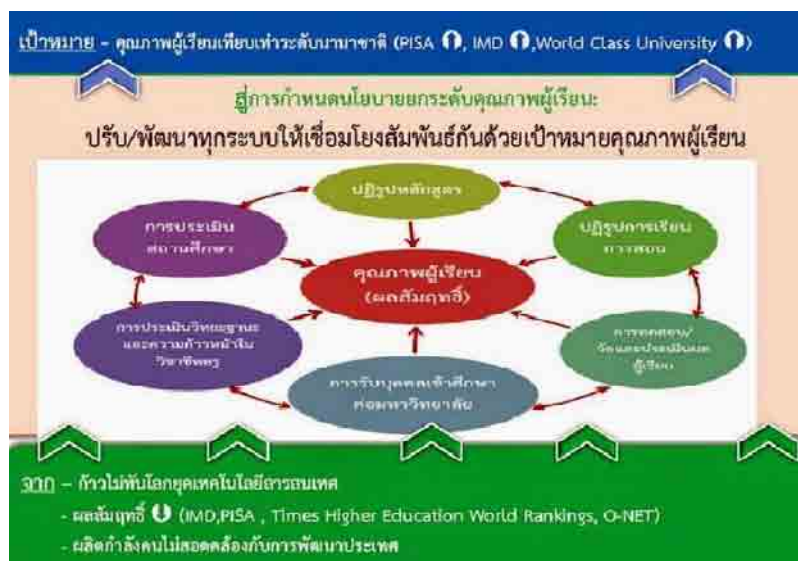 เป้าหมาย – คุณภาพผู้เรียนเทียบเท่าระดับนานาชาติ (PISA , IMD ,World Class University )
สู่การกำหนดนโยบายยกระดับคุณภาพผู้เรียน:
ปรับ/พัฒนาทุกระบบให้เชื่อมโยงสัมพันธ์กันด้วยเป้าหมายคุณภาพผู้เรียน
ปฏิรูปหลักสูตร
การประเมิน
สถานศึกษา
ปฏิรูปการเรียน
การสอน
คุณภาพผู้เรียน
(ผลสัมฤทธิ์)
การประเมินวิทยะฐานะ
และความก้าวหน้าใน
วิชาชีพครู
การทดสอบ/
วัดและประเมินผล
ผู้เรียน
การรับบุคคลเข้าศึกษา
ต่อมหาวิทยาลัย
จาก – ก้าวไม่ทันโลกยุคเทคโนโลยีสารสนเทศ
- ผลสัมฤทธิ์ (IMD,PISA , Times Higher Education World Rankings, O-NET)
- ผลิตกำลังคนไม่สอดคล้องกับการพัฒนาประเทศ